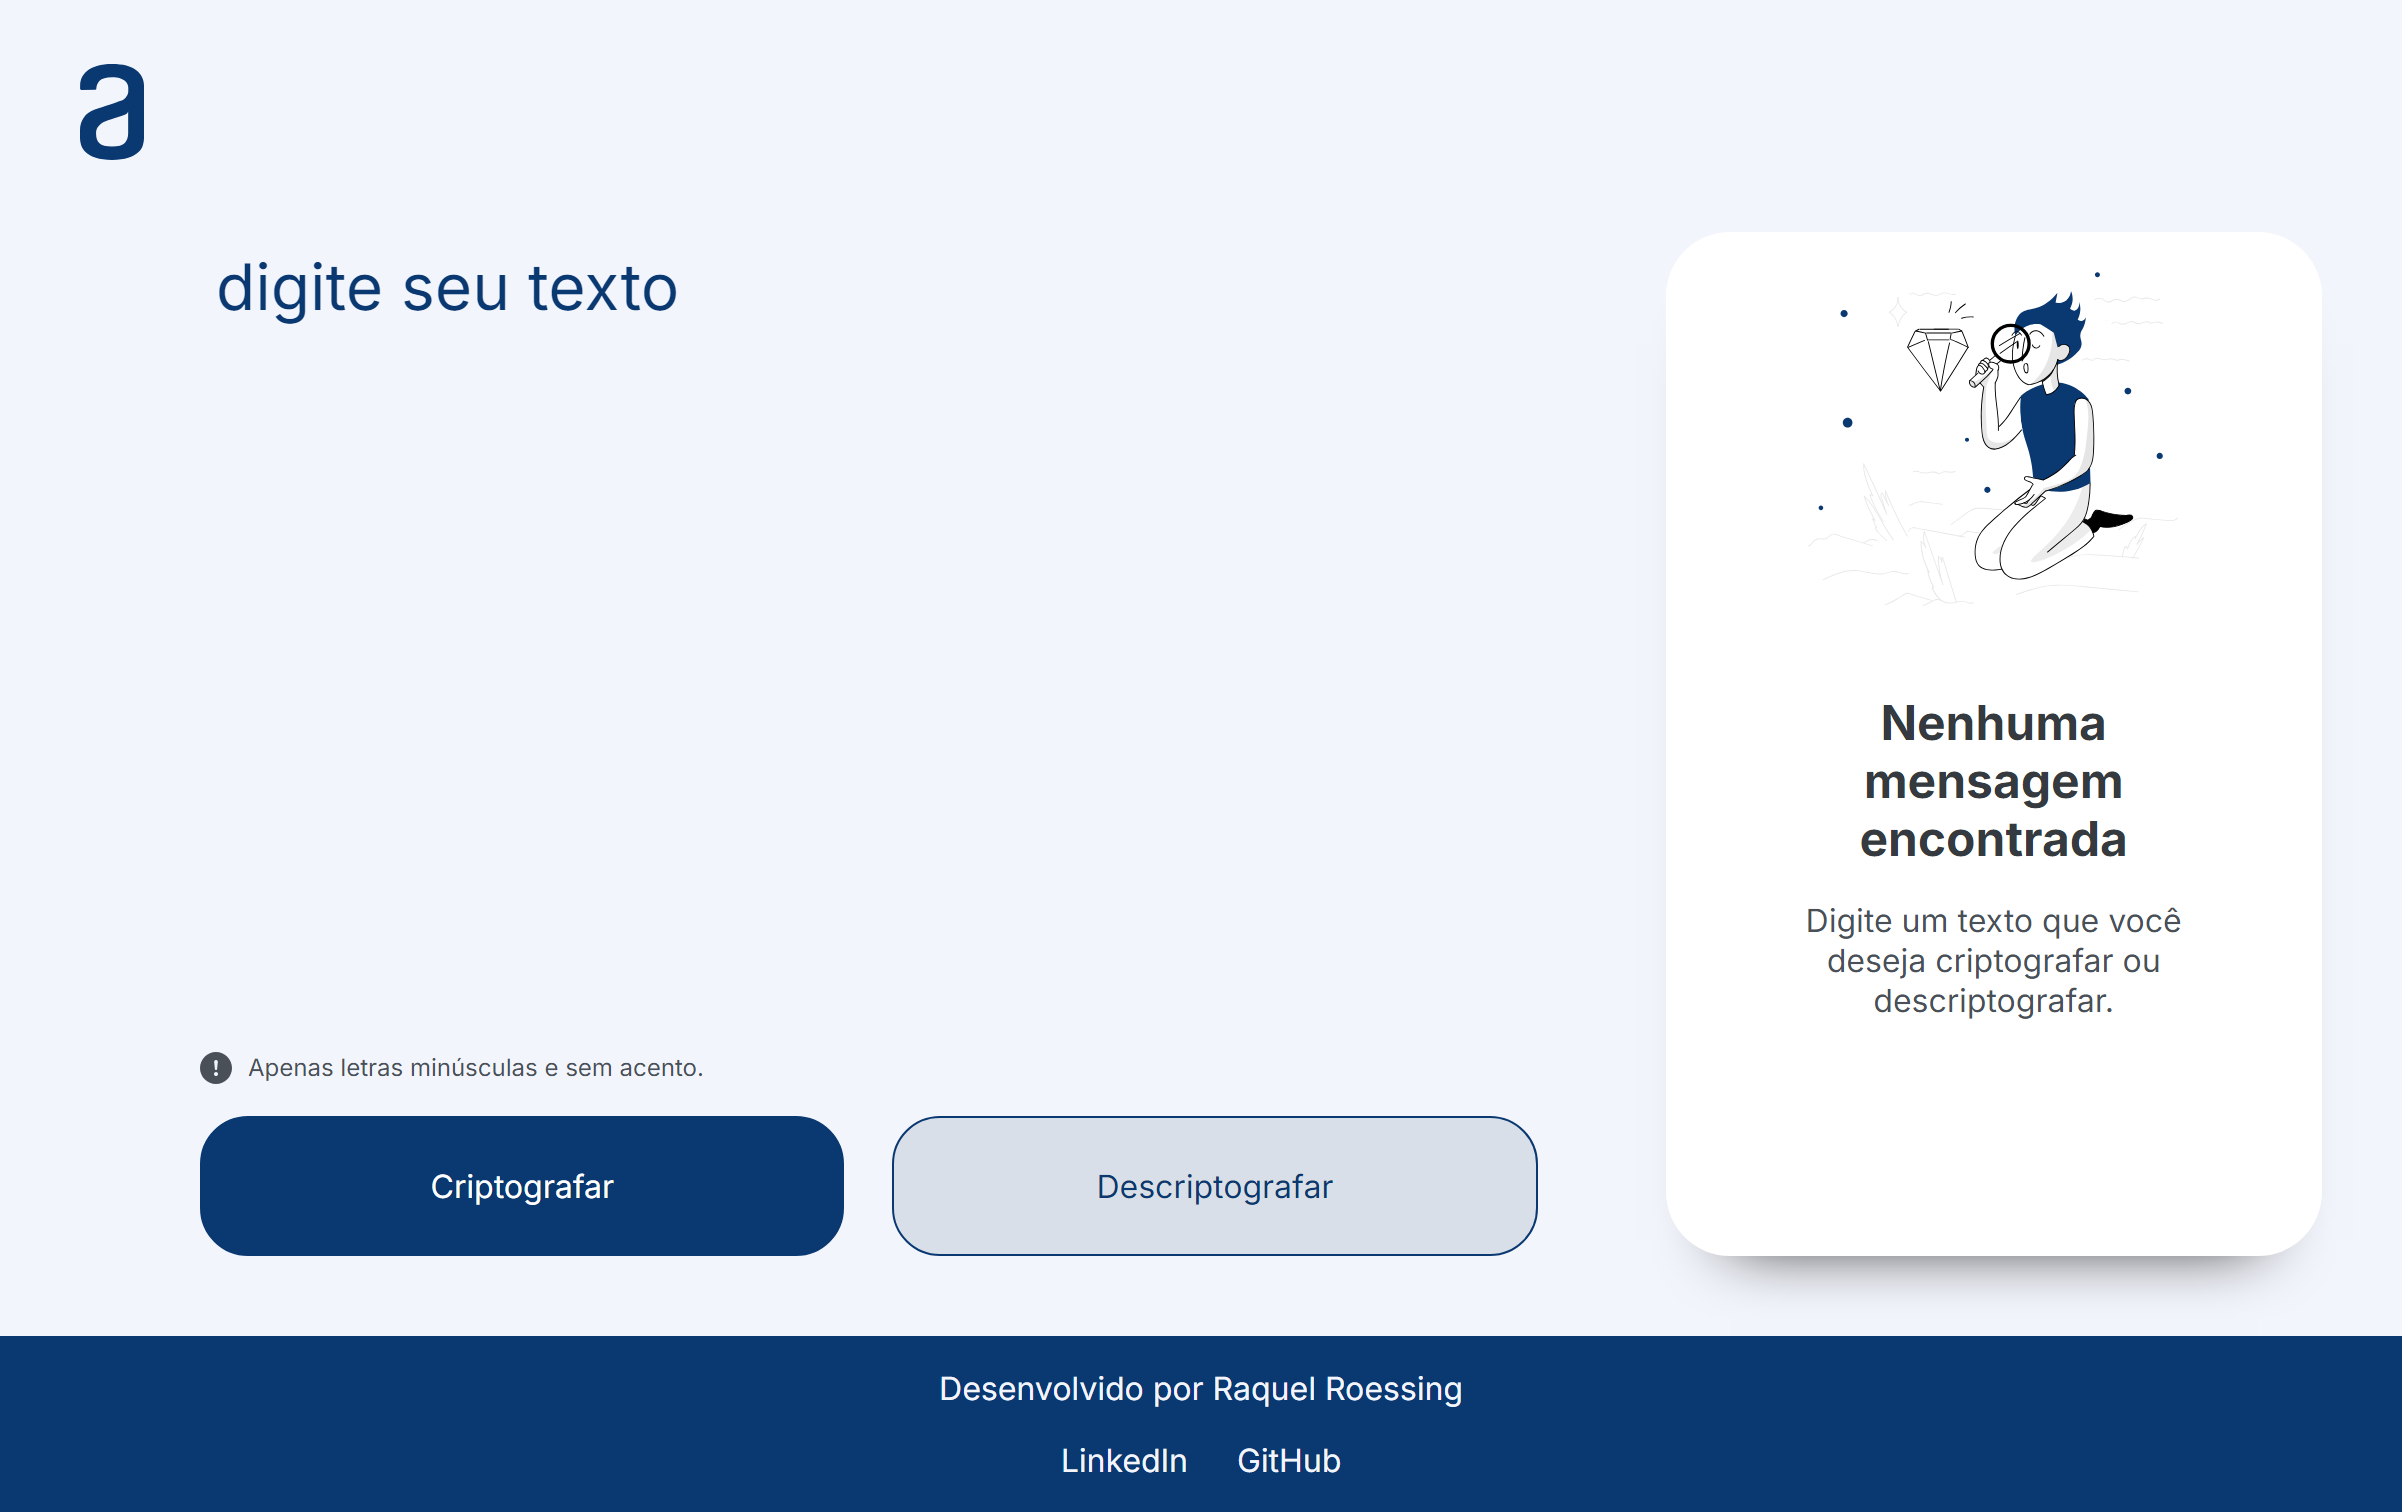 a
digite seu texto
Nenhuma
mensagem
encontrada
Digite um texto que você
deseja criptografar ou
descriptografar.
! Apenas letras minúsculas e sem acento.
Criptografar
Descriptografar
Desenvolvido por Raquel Roessing
LinkedIn GitHub